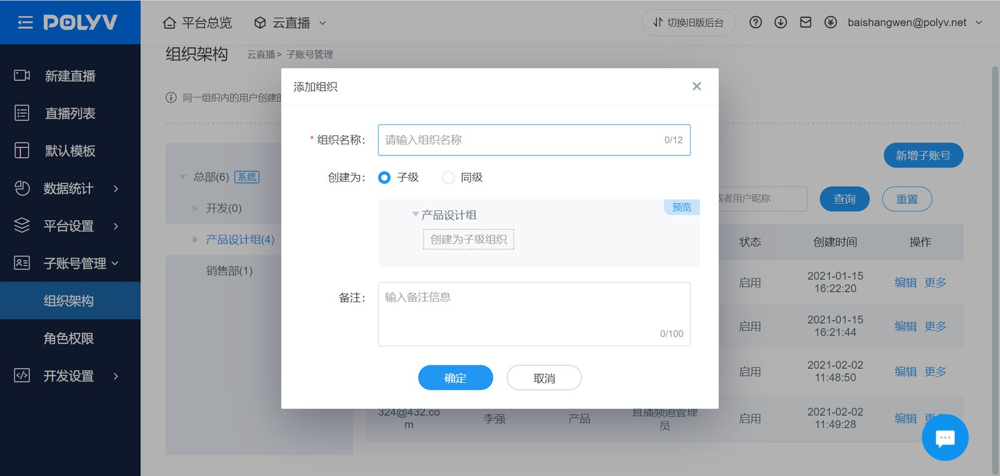 POLYV
平台总览
云直播
切换旧版后台
baishangwen@polyv.net
新建直播
直播列表
默认模板
数据统计
平台设置
子账号管理
组织架构
角色权限
开发设置
组织架构
云直播> 子账号管理
同一组织内的用户创建的
总部(6) 系统
开发(0)
产品设计组(4)
销售部(1)
新增子账号
或者用户昵称
查询
重置
状态 创建时间 操作
启用 2021-01-15 16:22:20 编辑 更多
启用 2021-01-15 16:21:44 编辑 更多
启用 2021-02-02 11:48:50 编辑 更多
324@432.com 李强 产品 直播频道管理员 启用 2021-02-02 11:49:28 编辑 更多
添加组织
* 组织名称: 请输入组织名称 0/12
创建为: 子级 同级
预览
产品设计组
创建为子级组织
备注: 输入备注信息
0/100
确定 取消